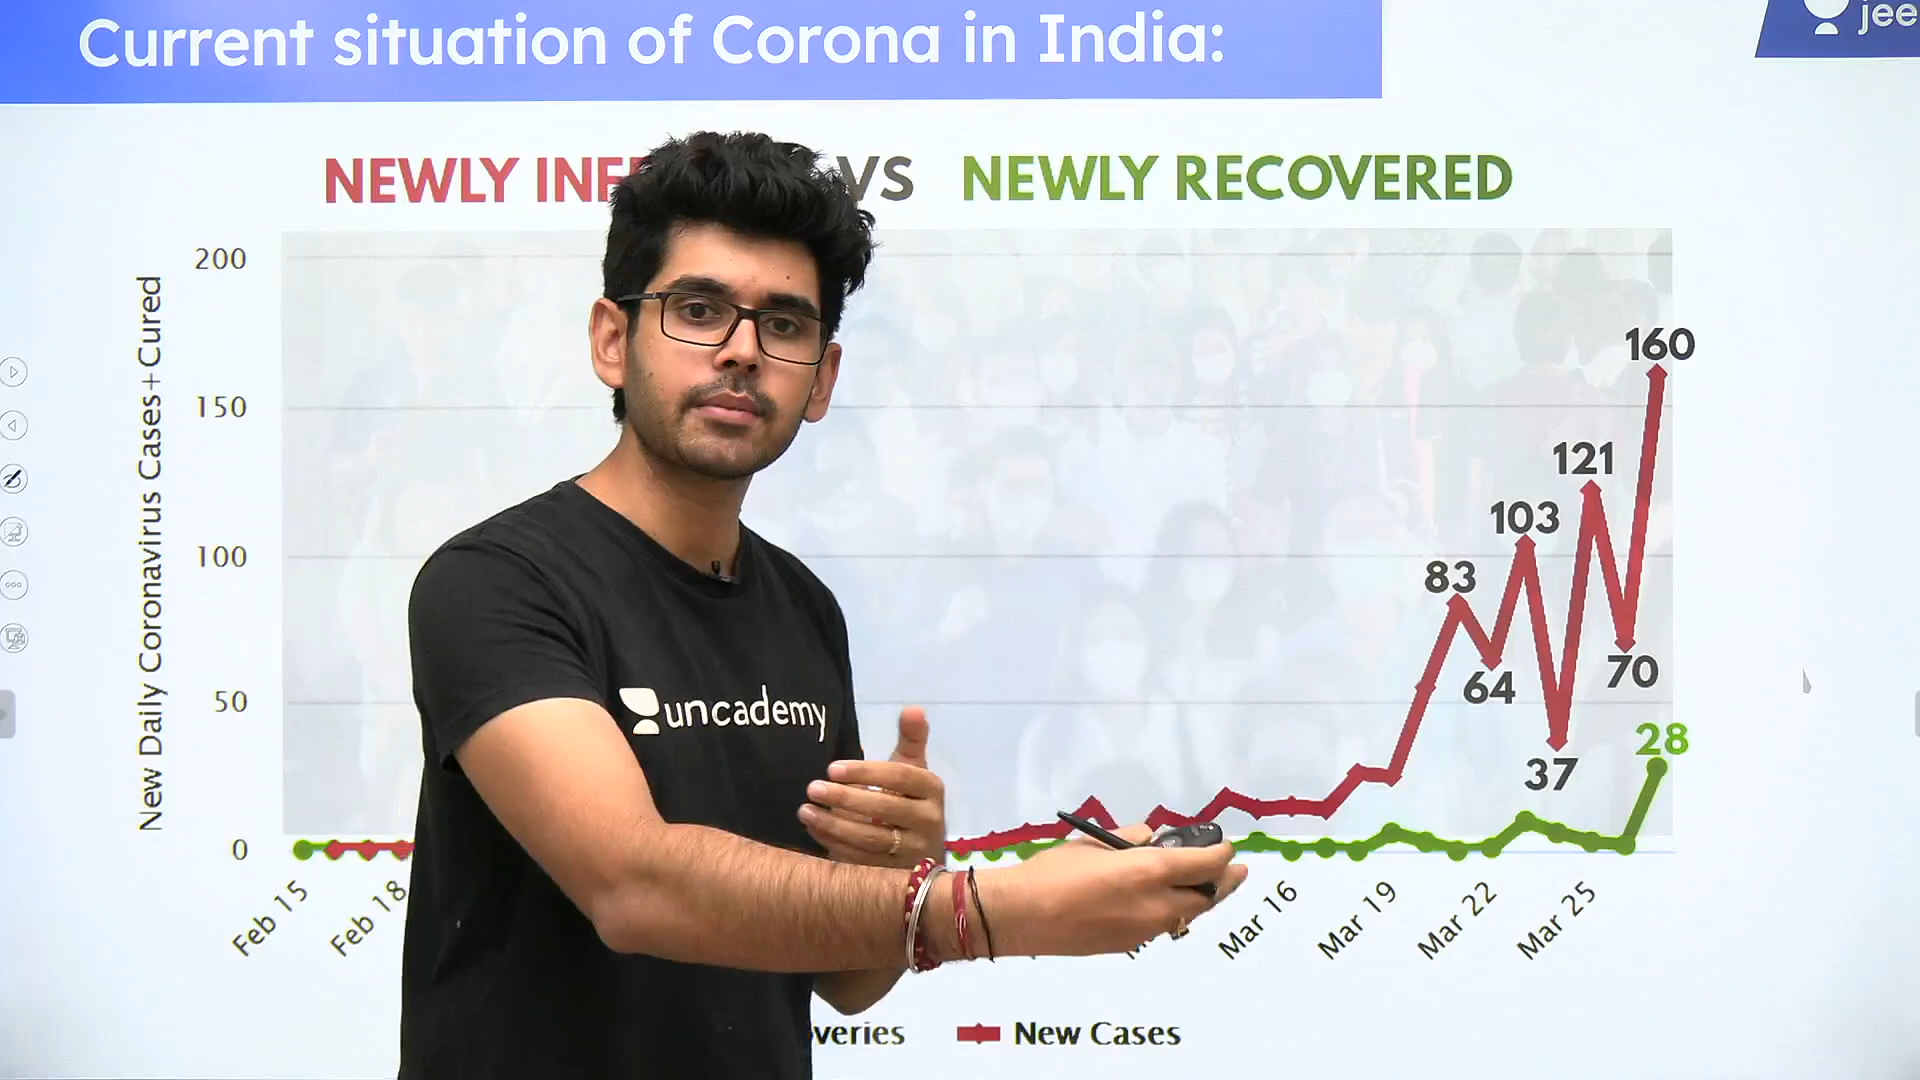 Current situation of Corona in India:
jee
NEWLY INF VS NEWLY RECOVERED
New Daily Coronavirus Cases+Cured
200
150
100
50
0
160
121
103
83
64
70
37
28
Feb 15
Feb 18
Mar 16
Mar 19
Mar 22
Mar 25
unacademy
veries
New Cases